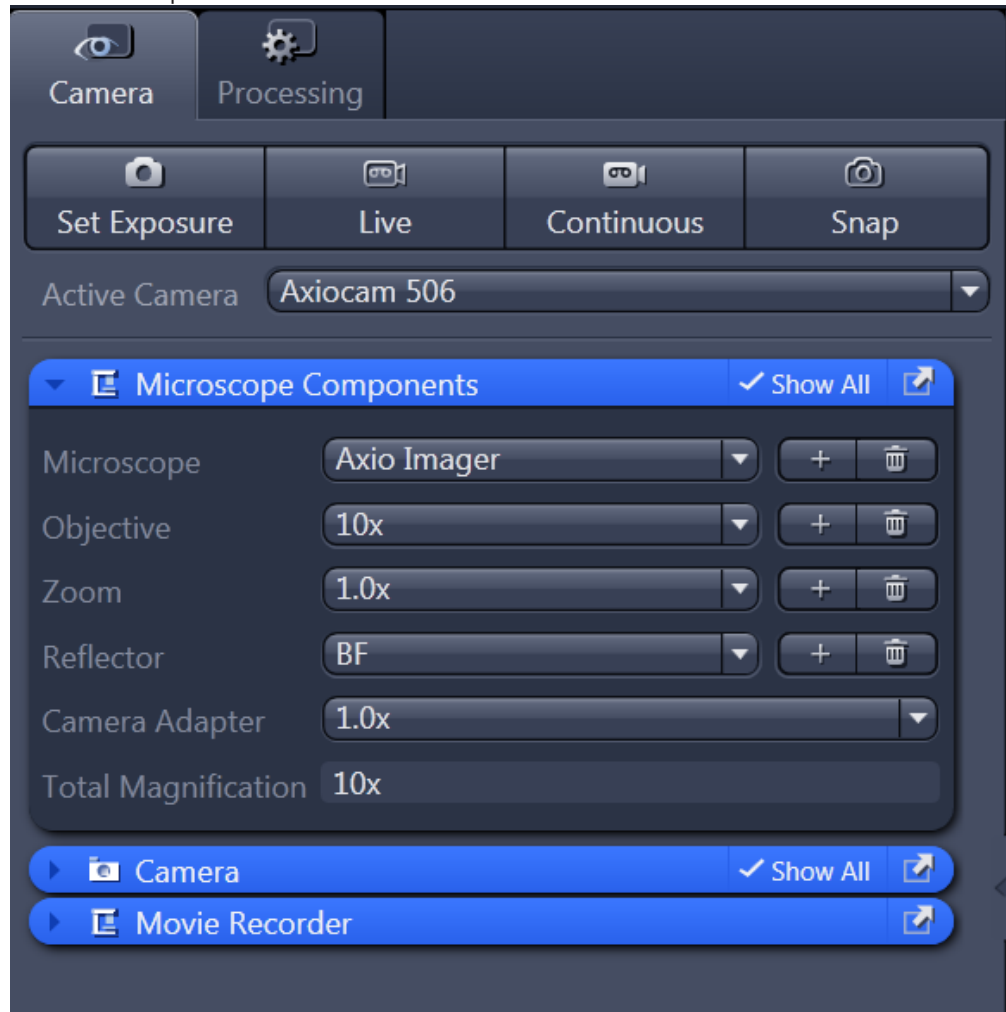 Camera Processing
Set Exposure Live Continuous Snap
Active Camera Axiocam 506
Microscope Components Show All
Microscope Axio Imager
Objective 10x
Zoom 1.0x
Reflector BF
Camera Adapter 1.0x
Total Magnification 10x
Camera Show All
Movie Recorder